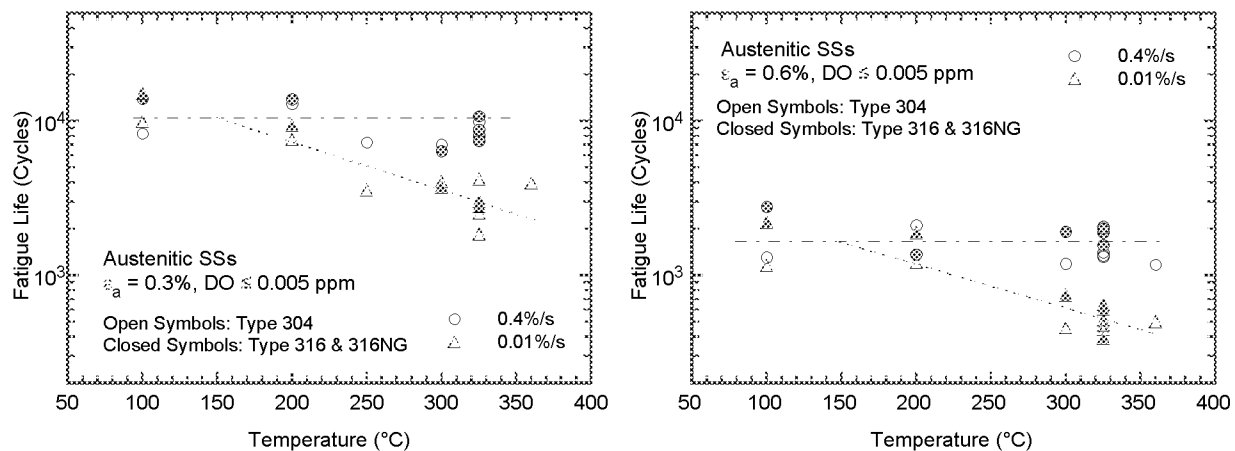 Fatigue Life (Cycles)
10⁴
10³
Austenitic SSs
εa = 0.3%, DO ≤ 0.005 ppm
Open Symbols: Type 304
Closed Symbols: Type 316 & 316NG
0.4%/s
0.01%/s
50 100 150 200 250 300 350 400
Temperature (°C)
Fatigue Life (Cycles)
10⁴
10³
Austenitic SSs
εa = 0.6%, DO ≤ 0.005 ppm
Open Symbols: Type 304
Closed Symbols: Type 316 & 316NG
0.4%/s
0.01%/s
50 100 150 200 250 300 350 400
Temperature (°C)